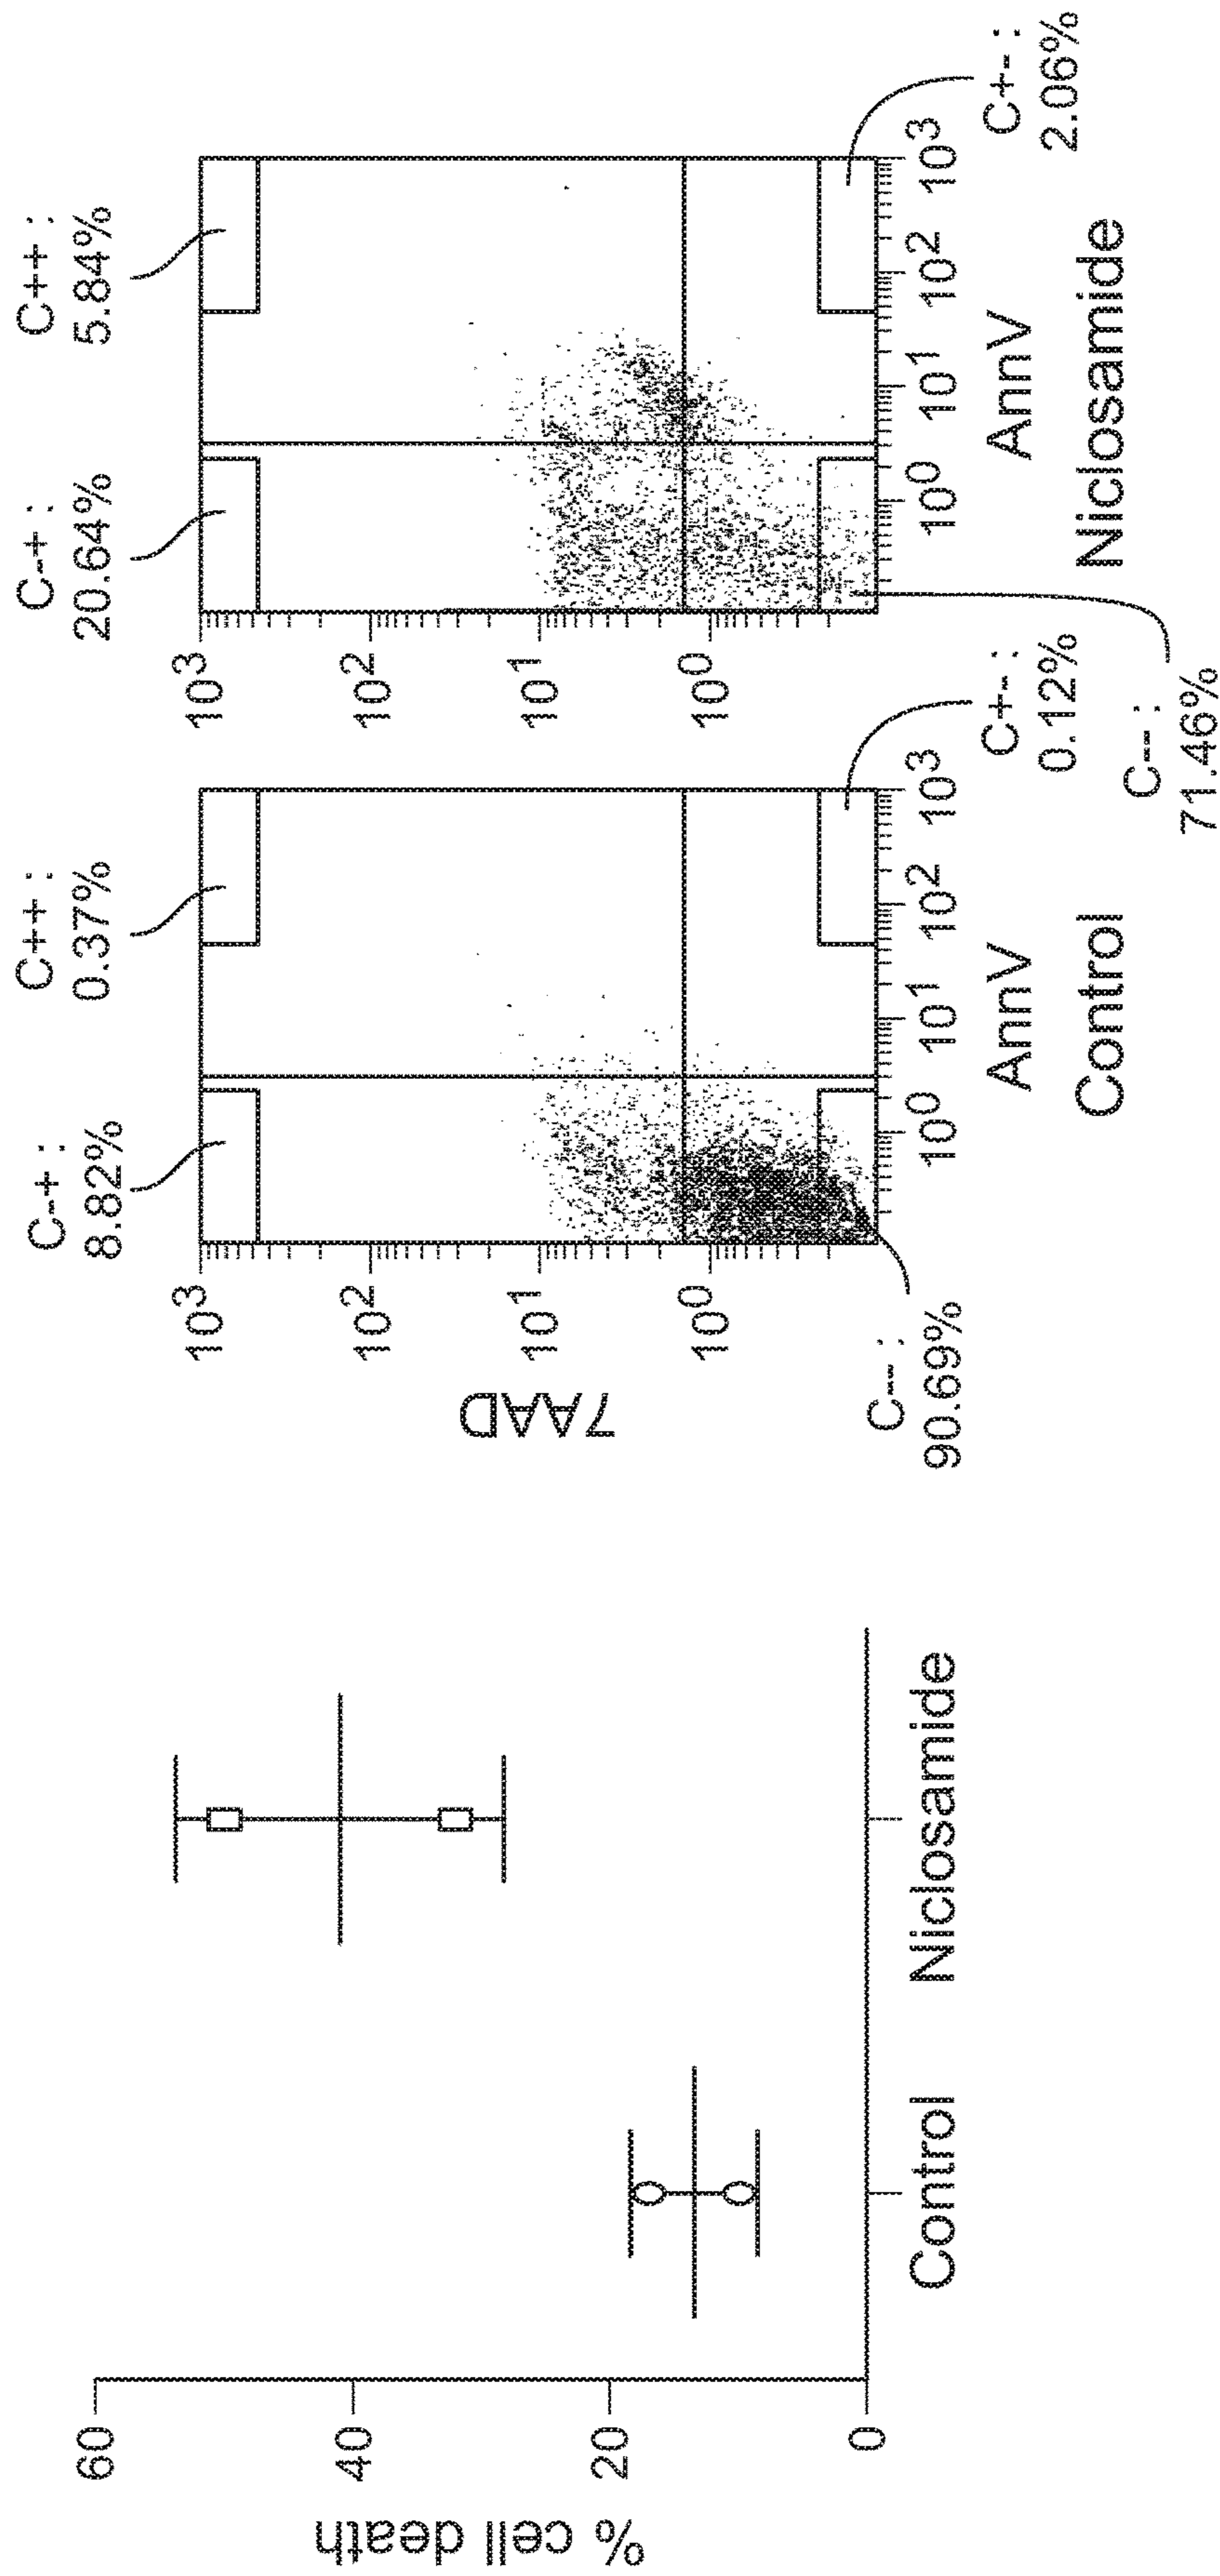 % cell death
60
40
20
0
Control
Niclosamide
C-+ :
8.82%
C++ :
0.37%
7AAD
10³
10²
10¹
10⁰
C-- :
90.69%
10⁰
10¹
10²
10³
C+- :
0.12%
AnnV
Control
C-+ :
20.64%
C++ :
5.84%
10³
10²
10¹
10⁰
10⁰
10¹
10²
10³
C+- :
2.06%
C-- :
71.46%
AnnV
Niclosamide